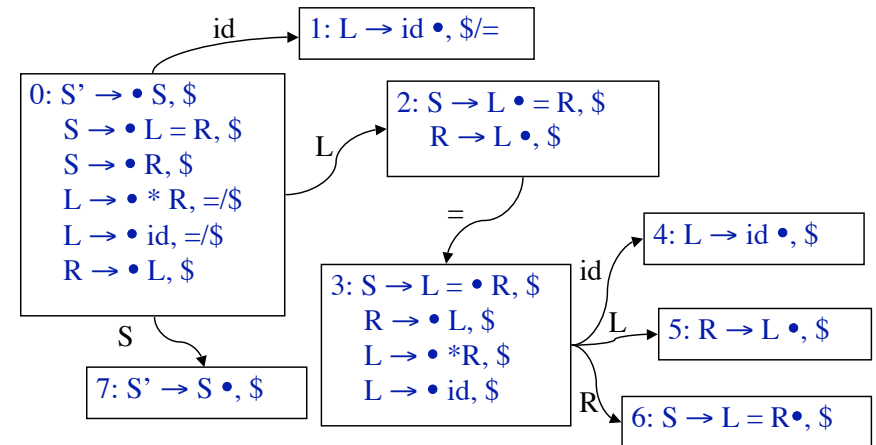 id
1: L → id •, $/=
0: S’ → • S, $
S → • L = R, $
S → • R, $
L → • * R, =/$
L → • id, =/$
R → • L, $
L
2: S → L • = R, $
R → L •, $
=
3: S → L = • R, $
R → • L, $
L → • *R, $
L → • id, $
id
4: L → id •, $
L
5: R → L •, $
R
6: S → L = R•, $
S
7: S’ → S •, $